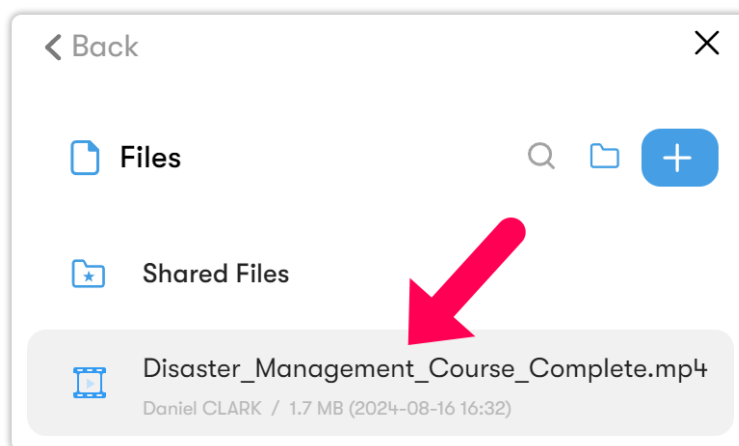 Back
Files
Shared Files
Disaster_Management_Course_Complete.mp4
Daniel CLARK / 1.7 MB (2024-08-16 16:32)